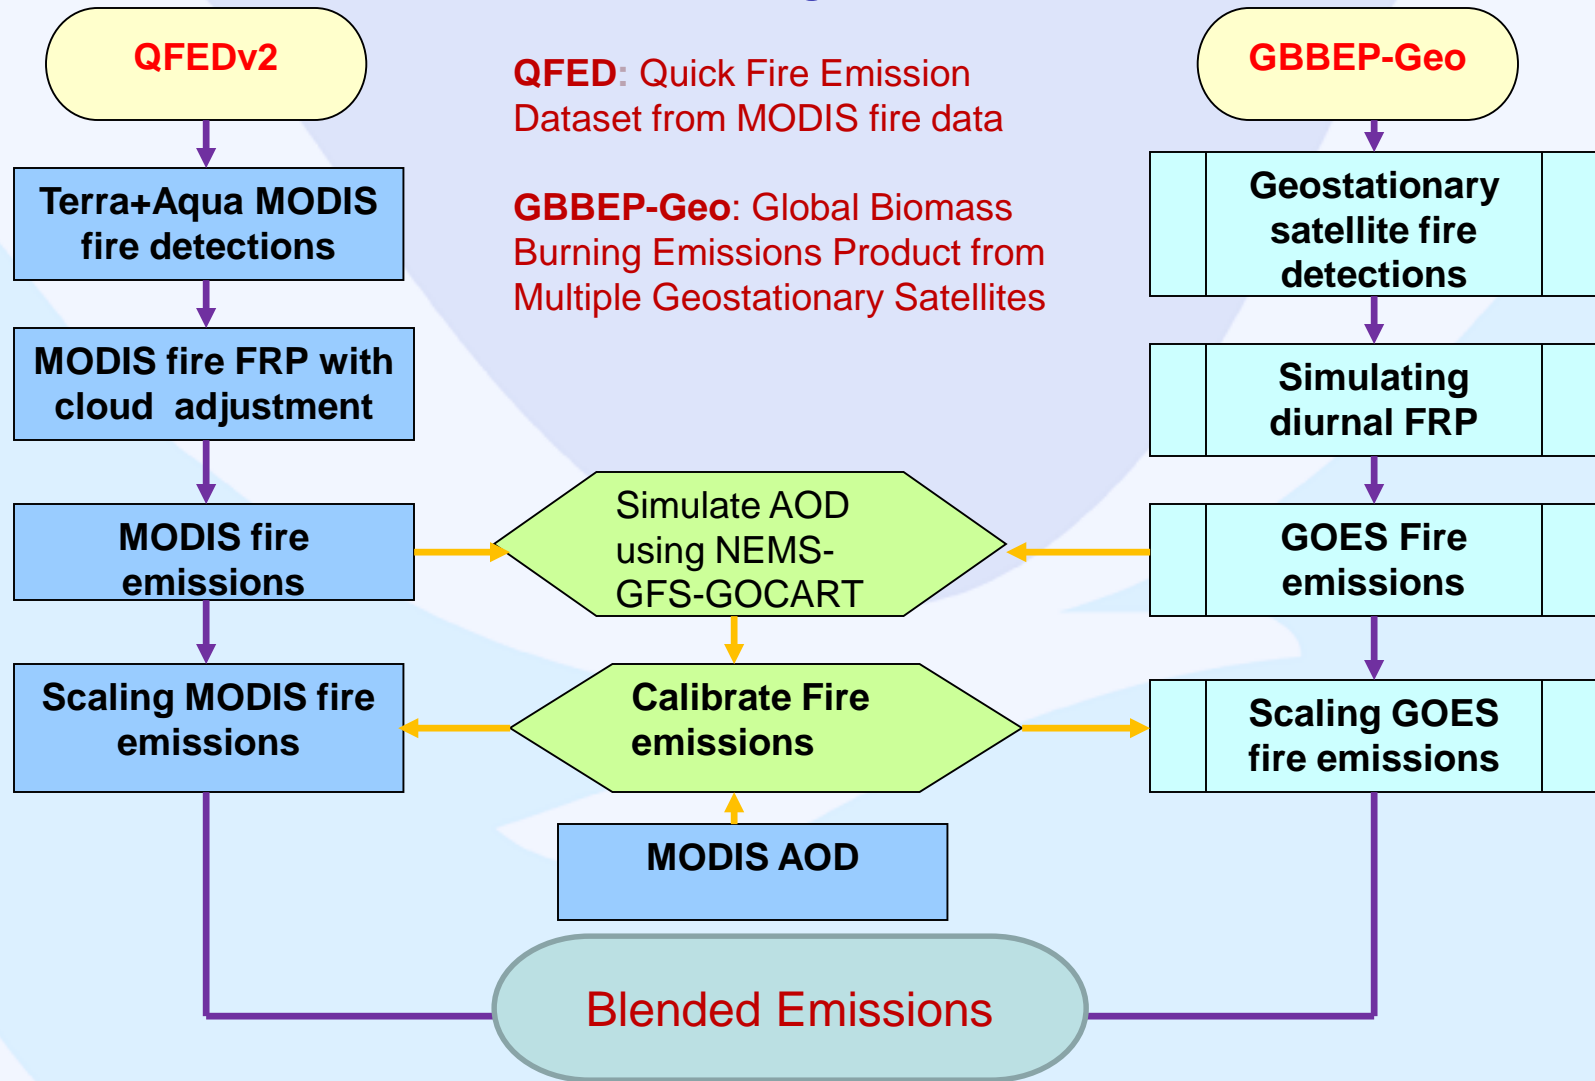 QFEDv2
QFED: Quick Fire Emission
Dataset from MODIS fire data
GBBEP-Geo: Global Biomass
Burning Emissions Product from
Multiple Geostationary Satellites
GBBEP-Geo
Terra+Aqua MODIS
fire detections
MODIS fire FRP with
cloud  adjustment
MODIS fire
emissions
Scaling MODIS fire
emissions
Simulate AOD
using NEMS-
GFS-GOCART
Calibrate Fire
emissions
MODIS AOD
Geostationary
satellite fire
detections
Simulating
diurnal FRP
GOES Fire
emissions
Scaling GOES
fire emissions
Blended Emissions